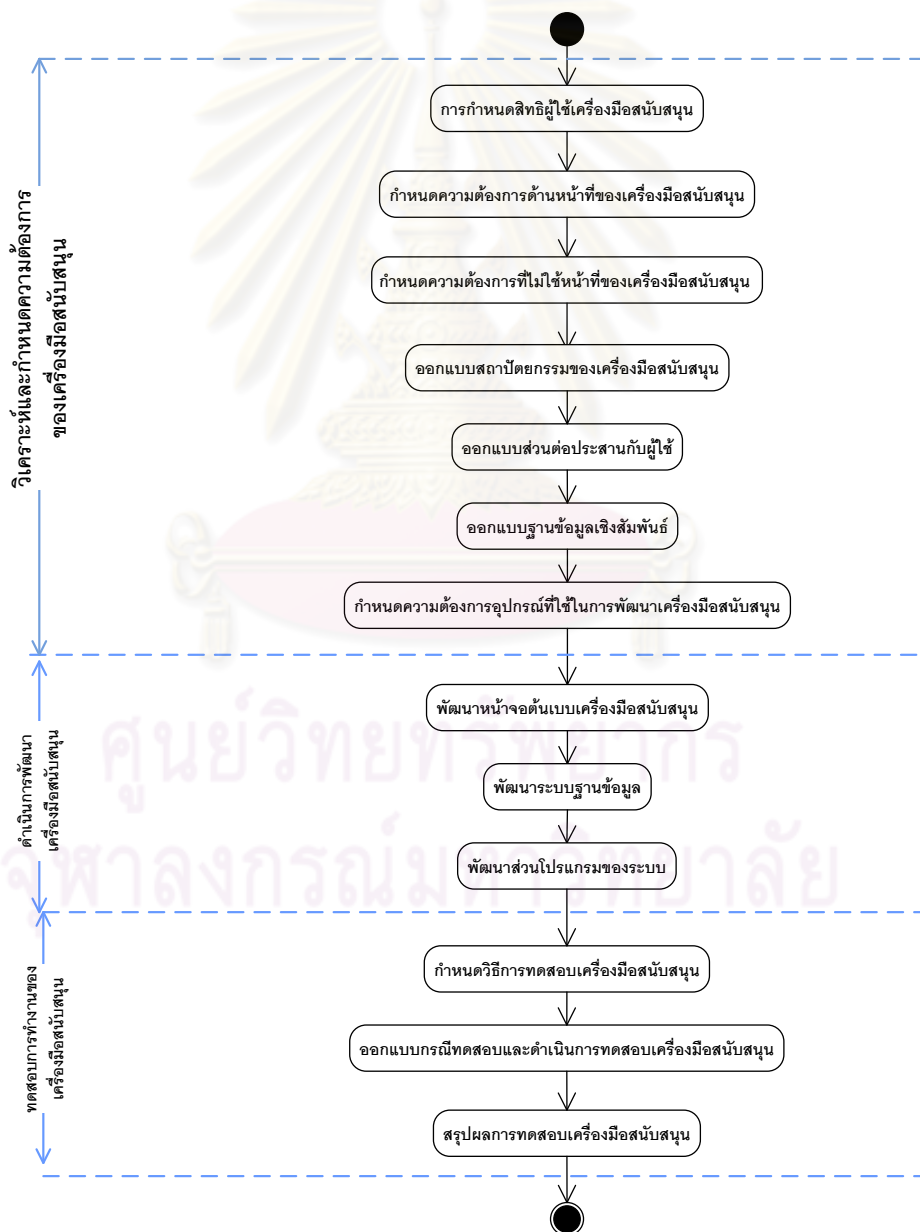 การกำหนดสิทธิผู้ใช้เครื่องมือสนับสนุน
กำหนดความต้องการด้านหน้าที่ของเครื่องมือสนับสนุน
กำหนดความต้องการที่ไม่ใช้หน้าที่ของเครื่องมือสนับสนุน
ออกแบบสถาปัตยกรรมของเครื่องมือสนับสนุน
ออกแบบส่วนต่อประสานกับผู้ใช้
ออกแบบฐานข้อมูลเชิงสัมพันธ์
กำหนดความต้องการอุปกรณ์ที่ใช้ในการพัฒนาเครื่องมือสนับสนุน
วิเคราะห์และกำหนดความต้องการ
ของเครื่องมือสนับสนุน
พัฒนาหน้าจอต้นเบบเครื่องมือสนับสนุน
พัฒนาระบบฐานข้อมูล
พัฒนาส่วนโปรแกรมของระบบ
ดำเนินการพัฒนา
เครื่องมือสนับสนุน
ศูนย์วิทยทรัพยากร
จุฬาลงกรณ์มหาวิทยาลัย
กำหนดวิธีการทดสอบเครื่องมือสนับสนุน
ออกแบบกรณีทดสอบและดำเนินการทดสอบเครื่องมือสนับสนุน
สรุปผลการทดสอบเครื่องมือสนับสนุน
ทดสอบการทำงานของ
เครื่องมือสนับสนุน